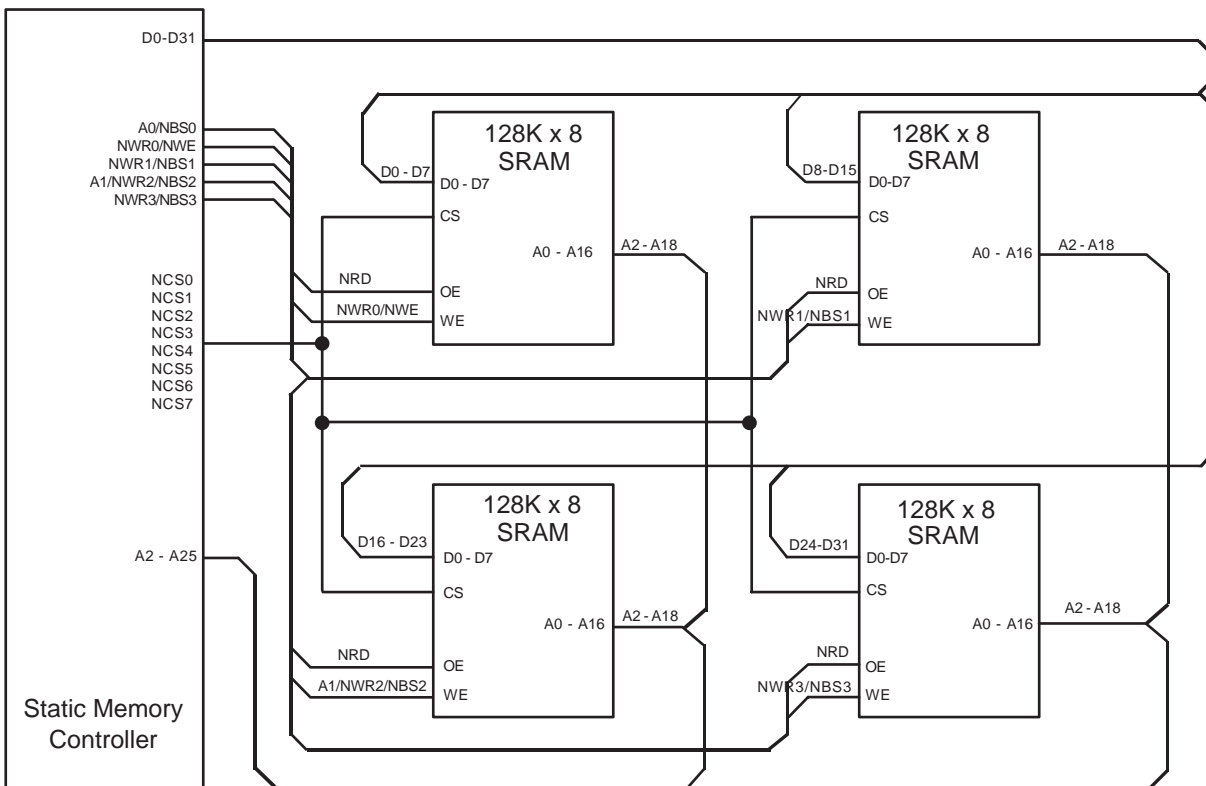 D0-D31
A0/NBS0
NWR0/NWE
NWR1/NBS1
A1/NWR2/NBS2
NWR3/NBS3
NCS0
NCS1
NCS2
NCS3
NCS4
NCS5
NCS6
NCS7
A2 - A25
Static Memory
Controller
128K x 8
SRAM
D0 - D7
D0 - D7
CS
A0 - A16
A2 - A18
NRD
OE
NWR0/NWE
WE
128K x 8
SRAM
D8-D15
D0-D7
CS
A0 - A16
A2 - A18
NRD
OE
NWR1/NBS1
WE
128K x 8
SRAM
D16 - D23
D0 - D7
CS
A0 - A16
A2 - A18
NRD
OE
A1/NWR2/NBS2
WE
128K x 8
SRAM
D24-D31
D0-D7
CS
A0 - A16
A2 - A18
NRD
OE
NWR3/NBS3
WE